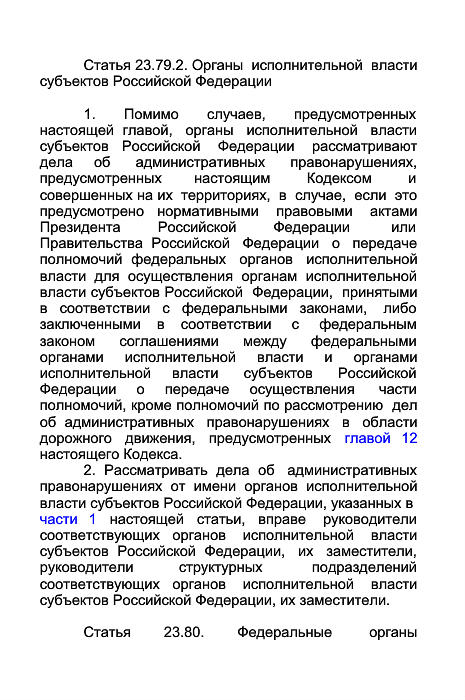 Статья 23.79.2. Органы исполнительной власти
субъектов Российской Федерации
1. Помимо случаев, предусмотренных
настоящей главой, органы исполнительной власти
субъектов Российской Федерации рассматривают
дела об административных правонарушениях,
предусмотренных настоящим Кодексом и
совершенных на их территориях, в случае, если это
предусмотрено нормативными правовыми актами
Президента Российской Федерации или
Правительства Российской Федерации о передаче
полномочий федеральных органов исполнительной
власти для осуществления органам исполнительной
власти субъектов Российской Федерации, принятыми
в соответствии с федеральными законами, либо
заключенными в соответствии с федеральным
законом соглашениями между федеральными
органами исполнительной власти и органами
исполнительной власти субъектов Российской
Федерации о передаче осуществления части
полномочий, кроме полномочий по рассмотрению дел
об административных правонарушениях в области
дорожного движения, предусмотренных главой 12
настоящего Кодекса.
2. Рассматривать дела об административных
правонарушениях от имени органов исполнительной
власти субъектов Российской Федерации, указанных в
части 1 настоящей статьи, вправе руководители
соответствующих органов исполнительной власти
субъектов Российской Федерации, их заместители,
руководители структурных подразделений
соответствующих органов исполнительной власти
субъектов Российской Федерации, их заместители.
Статья 23.80. Федеральные органы